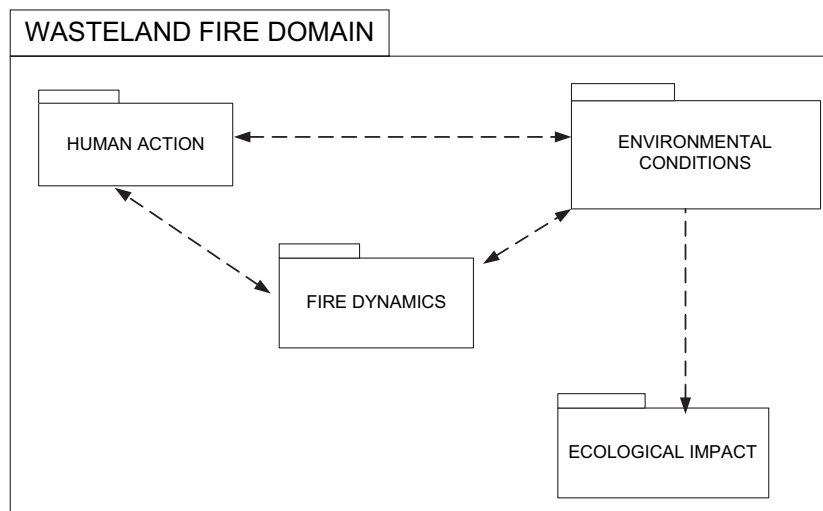 WASTELAND FIRE DOMAIN
HUMAN ACTION
ENVIRONMENTAL
CONDITIONS
FIRE DYNAMICS
ECOLOGICAL IMPACT